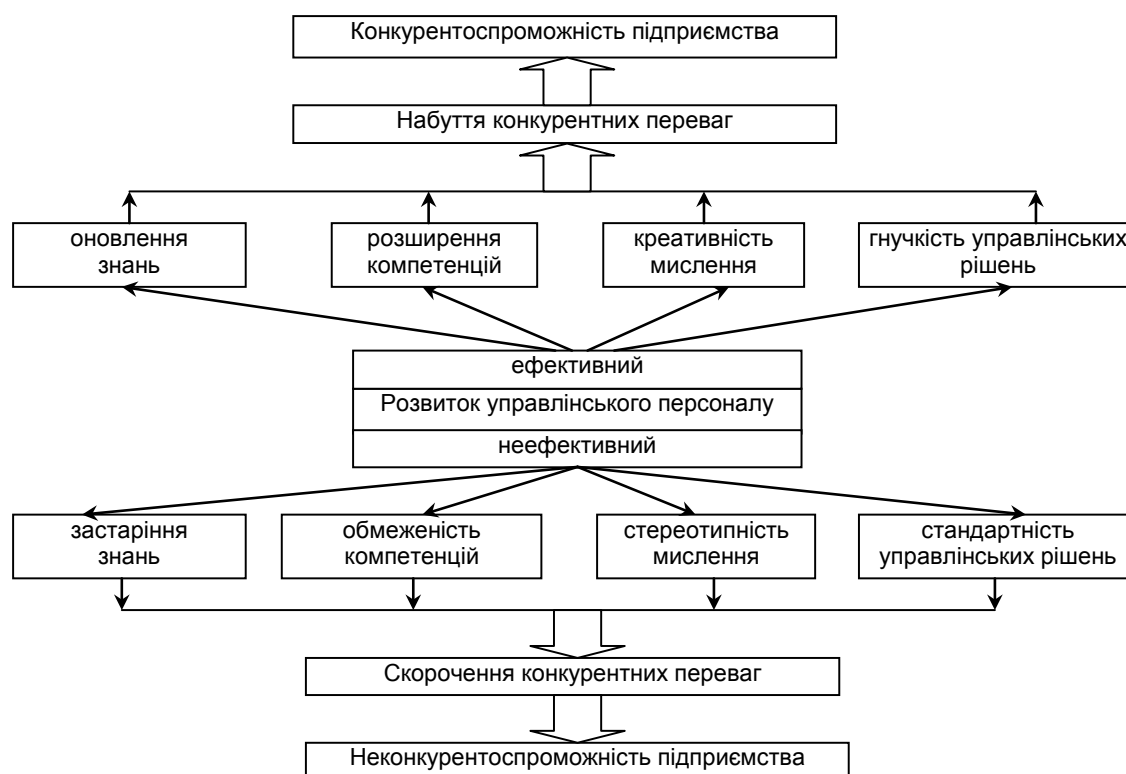 Конкурентоспроможність підприємства
Набуття конкурентних переваг
оновлення
знань
розширення
компетенцій
креативність
мислення
гнучкість управлінських
рішень
ефективний
Розвиток управлінського персоналу
неефективний
застаріння
знань
обмеженість
компетенцій
стереотипність
мислення
стандартність
управлінських рішень
Скорочення конкурентних переваг
Неконкурентоспроможність підприємства